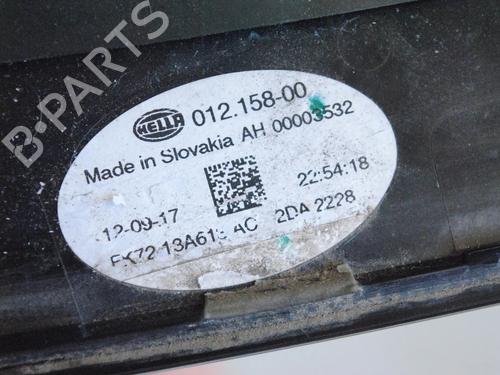 B-PARTS
HELLA 012.158-00
Made in Slovakia AH 00003532
12-09-17 22:54:18
FK72 13A613 AC 2DA 2228